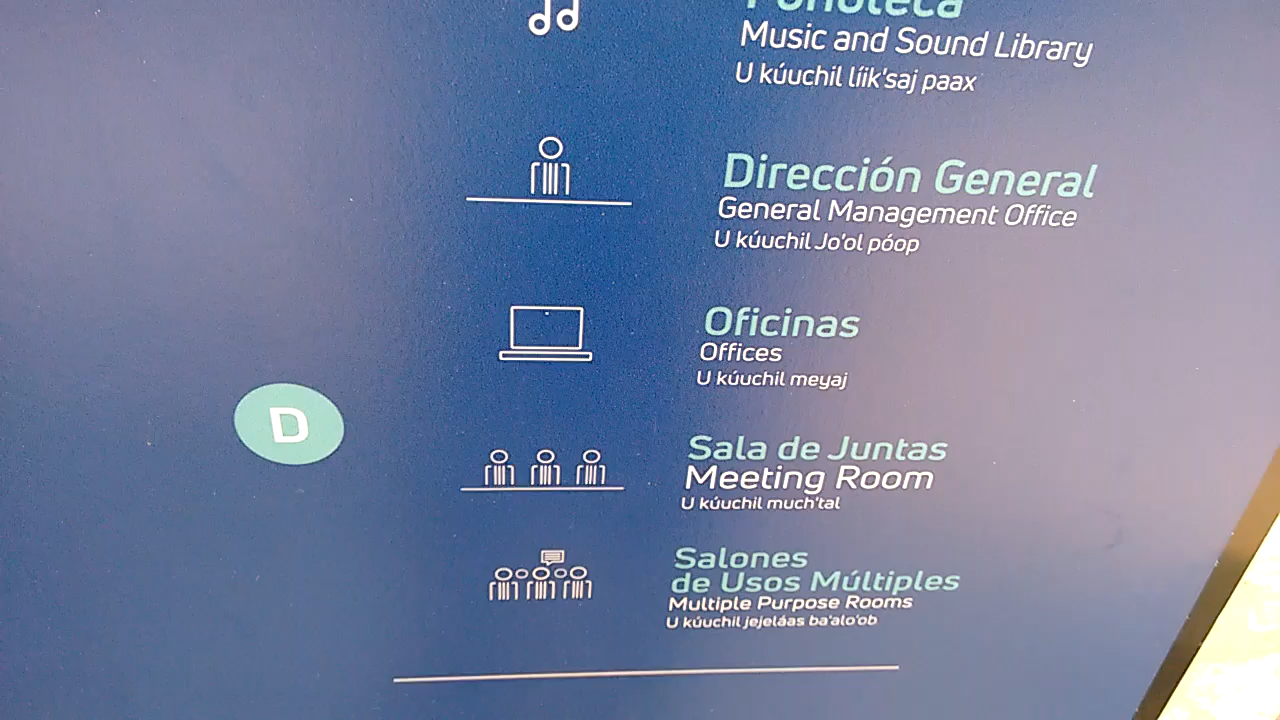 Fonoteca
Music and Sound Library
U kúuchil líik'saj paax
Dirección General
General Management Office
U kúuchil Jo'ol póop
Oficinas
Offices
U kúuchil meyaj
D
Sala de Juntas
Meeting Room
U kúuchil much'tal
Salones
de Usos Múltiples
Multiple Purpose Rooms
U kúuchil jejeláas ba'alo'ob